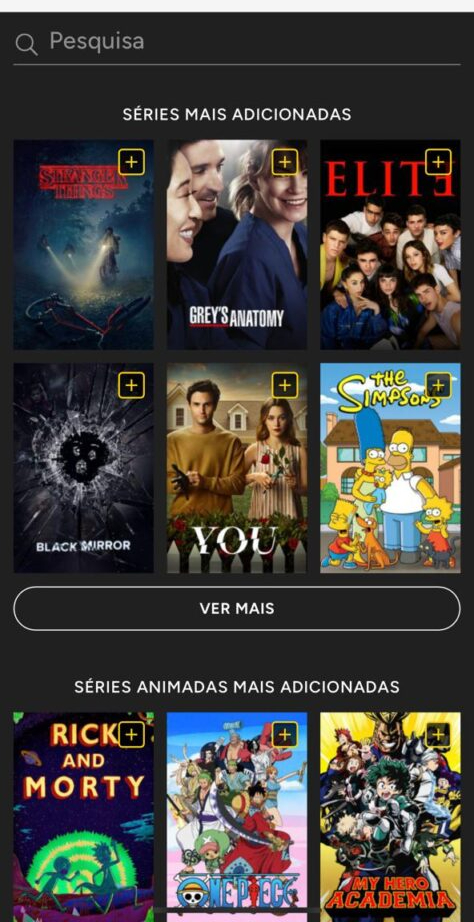 Pesquisa
SÉRIES MAIS ADICIONADAS
STRANGER
THINGS
GREY'S ANATOMY
ELITE
BLACK MIRROR
YOU
THE
SIMPSONS
VER MAIS
SÉRIES ANIMADAS MAIS ADICIONADAS
RICK
AND
MORTY
ONE PIECE
MY HERO
ACADEMIA